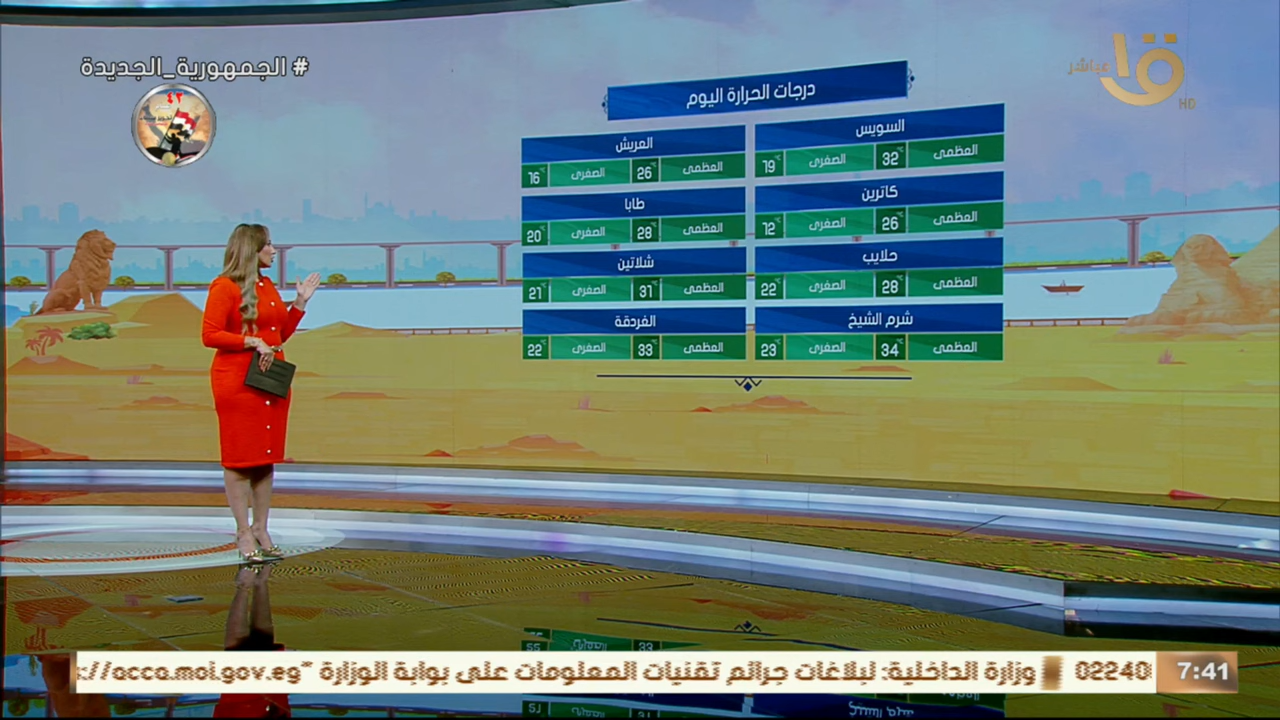 # الجمهورية_الجديدة
٤٢
مباشر
HD
درجات الحرارة اليوم
السويس
العظمى 32 الصغرى 19
العريش
العظمى 26 الصغرى 16
كاترين
العظمى 26 الصغرى 12
طابا
العظمى 28 الصغرى 20
حلايب
العظمى 28 الصغرى 22
شلاتين
العظمى 31 الصغرى 21
شرم الشيخ
العظمى 34 الصغرى 23
الغردقة
العظمى 33 الصغرى 22
7:41
02240
وزارة الداخلية: لبلاغات جرائم تقنيات المعلومات على بوابة الوزارة "://acca.moi.gov.eg